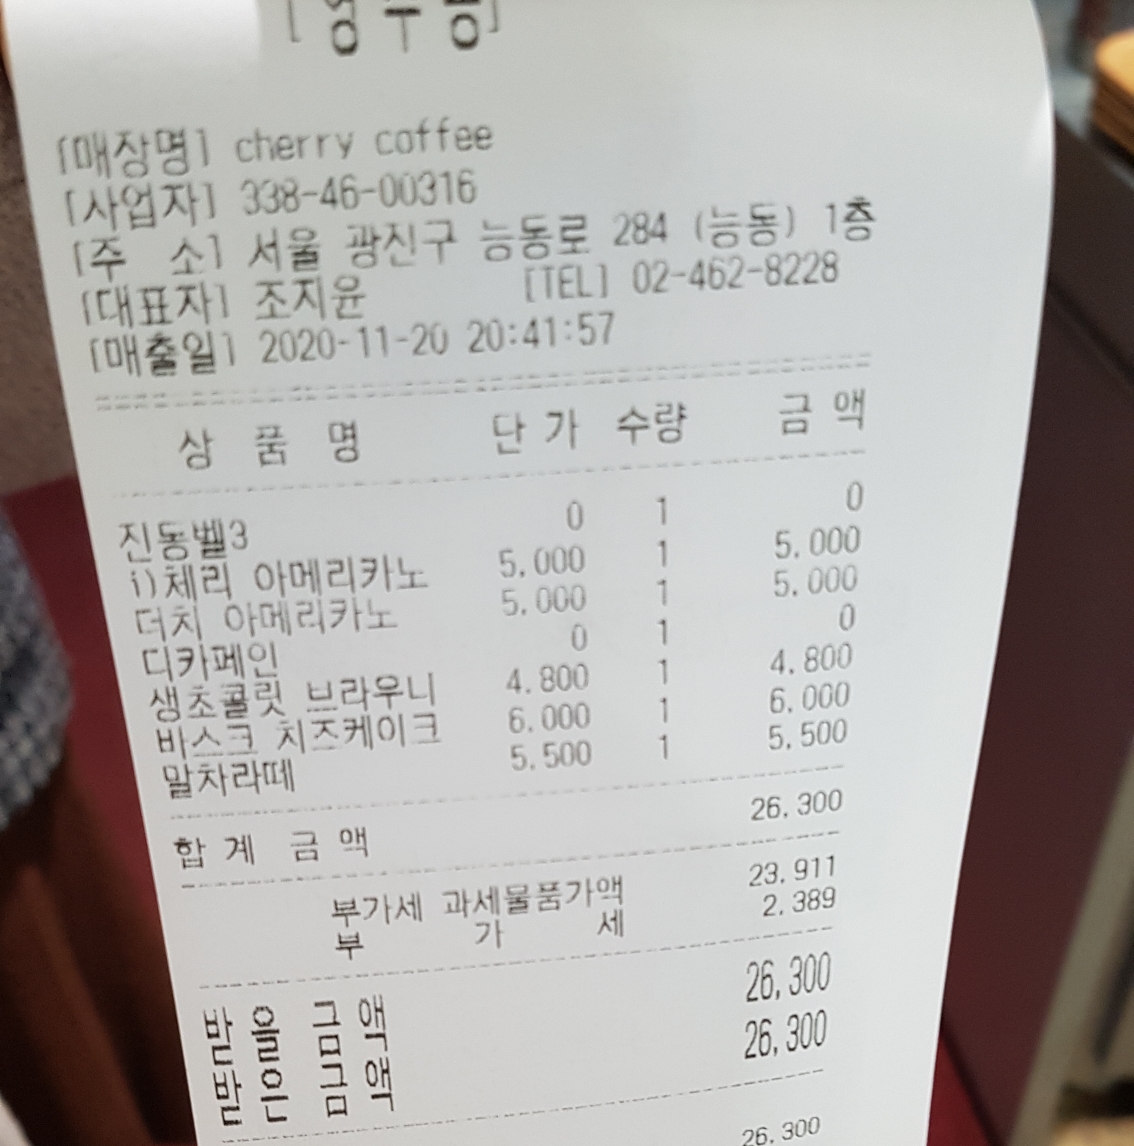 [영수증]
[매장명] cherry coffee
[사업자] 338-46-00316
[주 소] 서울 광진구 능동로 284 (능동) 1층
[대표자] 조지윤 [TEL] 02-462-8228
[매출일] 2020-11-20 20:41:57
상 품 명 단 가 수량 금 액
진동벨3 0 1 0
i)체리 아메리카노 5,000 1 5,000
더치 아메리카노 5,000 1 5,000
디카페인 0 1 0
생초콜릿 브라우니 4,800 1 4,800
바스크 치즈케이크 6,000 1 6,000
말차라떼 5,500 1 5,500
합 계 금 액 26,300
부가세 과세물품가액 23,911
부 가 세 2,389
받 을 금 액 26,300
받 은 금 액 26,300
26,300